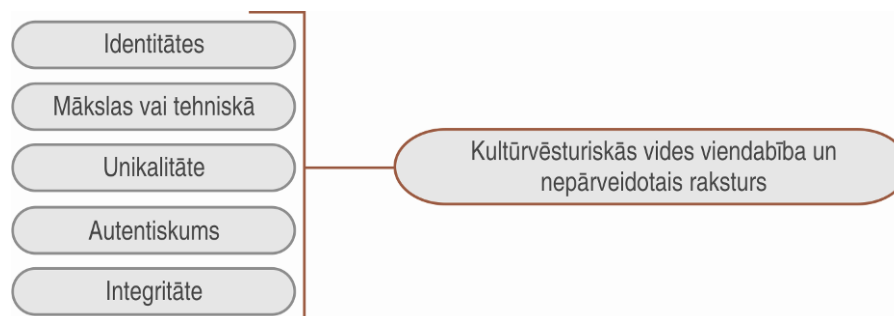 Identitātes
Mākslas vai tehniskā
Unikalitāte
Autentiskums
Integritāte
Kultūrvēsturiskās vides viendabība un
nepārveidotais raksturs